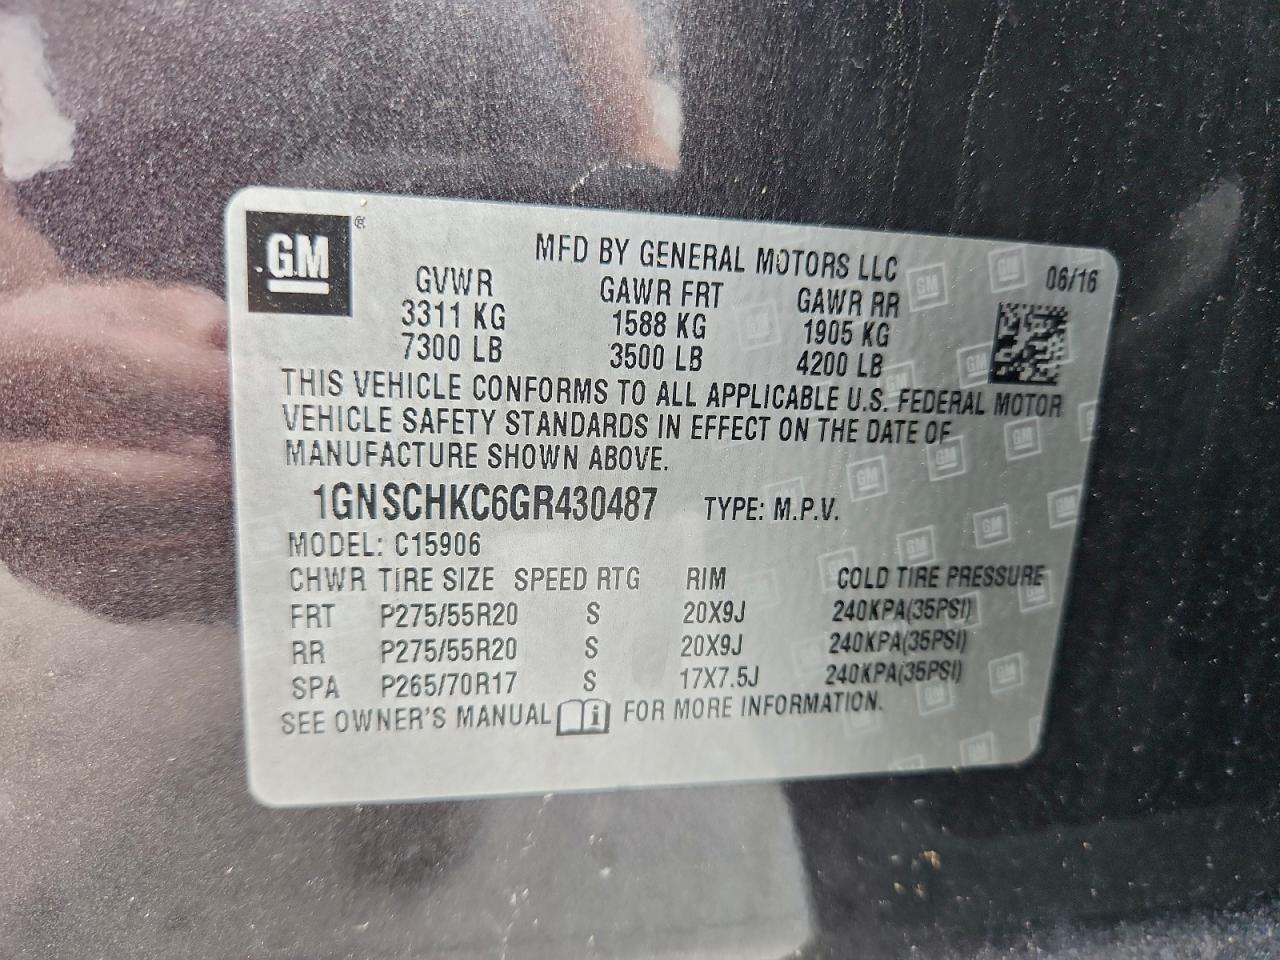 GM
MFD BY GENERAL MOTORS LLC
06/16
GVWR GAWR FRT GAWR RR
3311 KG 1588 KG 1905 KG
7300 LB 3500 LB 4200 LB
THIS VEHICLE CONFORMS TO ALL APPLICABLE U.S. FEDERAL MOTOR
VEHICLE SAFETY STANDARDS IN EFFECT ON THE DATE OF
MANUFACTURE SHOWN ABOVE.
1GNSCHKC6GR430487 TYPE: M.P.V.
MODEL: C15906
CHWR TIRE SIZE SPEED RTG RIM COLD TIRE PRESSURE
FRT P275/55R20 S 20X9J 240KPA(35PSI)
RR P275/55R20 S 20X9J 240KPA(35PSI)
SPA P265/70R17 S 17X7.5J 240KPA(35PSI)
SEE OWNER'S MANUAL i FOR MORE INFORMATION.